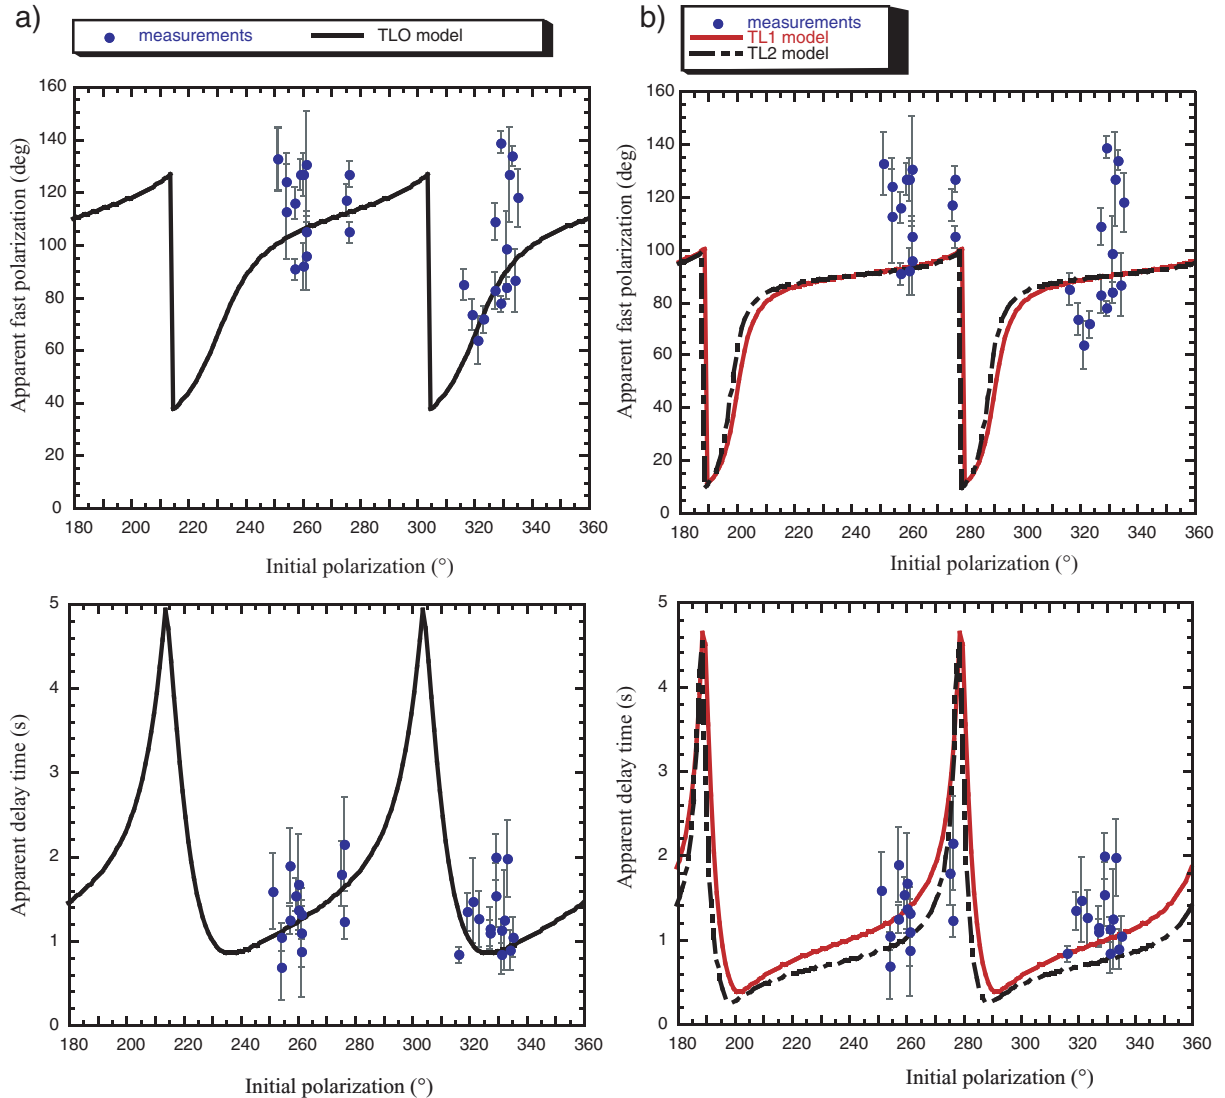 a)
measurements
TLO model
160
140
120
100
80
60
40
20
0
180 200 220 240 260 280 300 320 340 360
Apparent fast polarization (deg)
Initial polarization (°)
b)
measurements
TL1 model
TL2 model
160
140
120
100
80
60
40
20
0
180 200 220 240 260 280 300 320 340 360
Apparent fast polarization (deg)
Initial polarization (°)
5
4
3
2
1
0
180 200 220 240 260 280 300 320 340 360
Apparent delay time (s)
Initial polarization (°)
5
4
3
2
1
0
180 200 220 240 260 280 300 320 340 360
Apparent delay time (s)
Initial polarization (°)